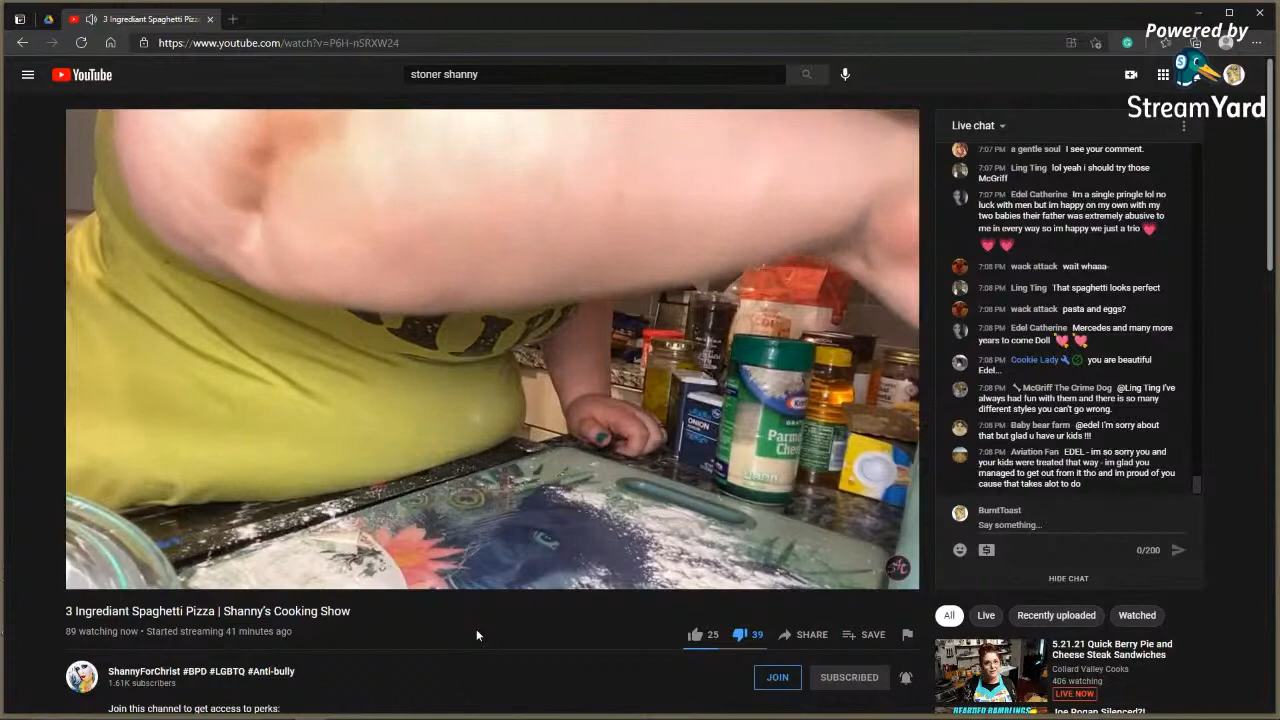 3 Ingrediant Spaghetti Pizza
https://www.youtube.com/watch?v=P6H-nSRXW24
Powered by
StreamYard
YouTube
stoner shanny
Live chat
7:07 PM a gentle soul I see your comment.
7:07 PM Ling Ting lol yeah i should try those
McGriff
7:07 PM Edel Catherine Im a single pringle lol no
luck with men but im happy on my own with my
two babies their father was extremely abusive to
me in every way so im happy we just a trio
7:08 PM wack attack wait whaaa
7:08 PM Ling Ting That spaghetti looks perfect
7:08 PM wack attack pasta and eggs?
7:08 PM Edel Catherine Mercedes and many more
years to come Doll
7:08 PM Cookie Lady you are beautiful
Edel...
7:08 PM McGriff The Crime Dog @Ling Ting I've
always had fun with them and there is so many
different styles you can't go wrong.
7:08 PM Baby bear farm @edel I'm sorry about
that but glad u have ur kids !!!
7:08 PM Aviation Fan EDEL - im so sorry you and
your kids were treated that way - im glad you
managed to get out from it tho and im proud of you
cause that takes alot to do
BurntToast
Say something...
0/200
HIDE CHAT
ONION
Parm
Che
3 Ingrediant Spaghetti Pizza | Shanny's Cooking Show
89 watching now • Started streaming 41 minutes ago
25
39
SHARE
SAVE
ShannyForChrist #BPD #LGBTQ #Anti-bully
1.61K subscribers
JOIN
SUBSCRIBED
Join this channel to get access to perks:
All
Live
Recently uploaded
Watched
5.21.21 Quick Berry Pie and
Cheese Steak Sandwiches
Collard Valley Cooks
406 watching
LIVE NOW
BEARDED RAMBLINGS
Joe Rogan Silenced?!